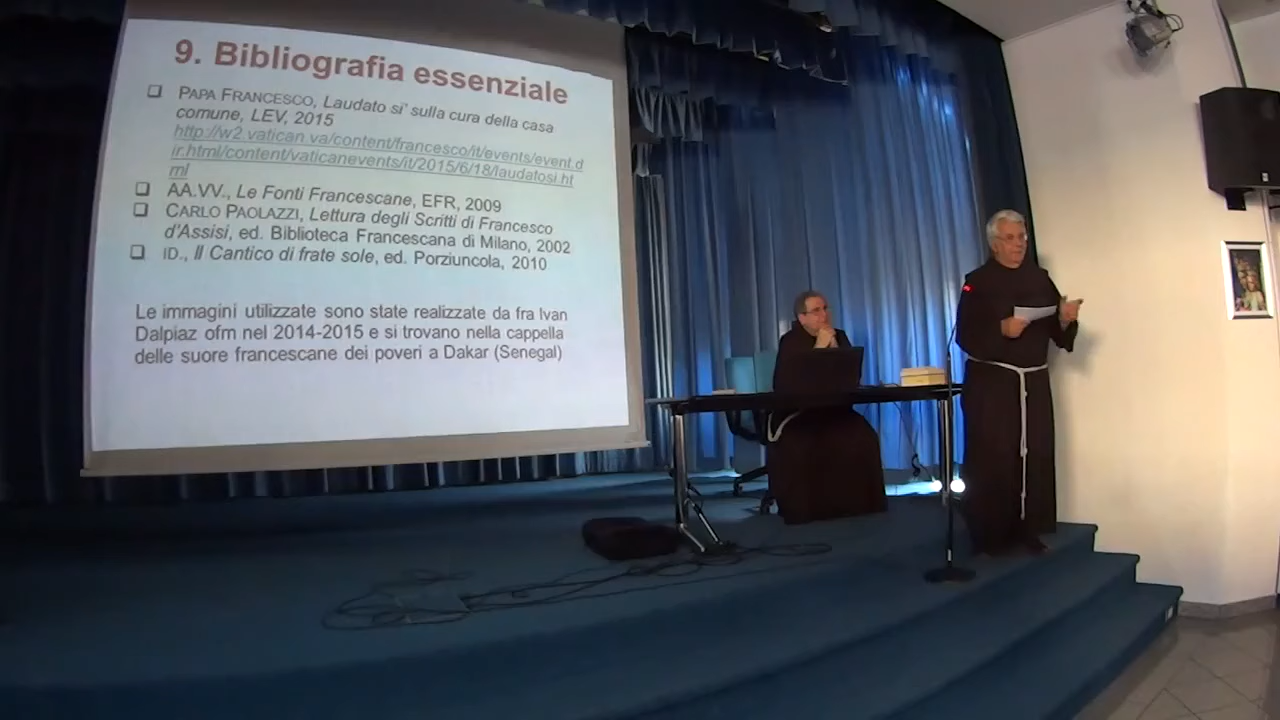 9. Bibliografia essenziale
❑ PAPA FRANCESCO, Laudato si' sulla cura della casa
comune, LEV, 2015
http://w2.vatican.va/content/francesco/it/events/event.d
ir.html/content/vaticanevents/it/2015/6/18/laudatosi.ht
ml
❑ AA.VV., Le Fonti Francescane, EFR, 2009
❑ CARLO PAOLAZZI, Lettura degli Scritti di Francesco
d'Assisi, ed. Biblioteca Francescana di Milano, 2002
❑ ID., Il Cantico di frate sole, ed. Porziuncola, 2010
Le immagini utilizzate sono state realizzate da fra Ivan
Dalpiaz ofm nel 2014-2015 e si trovano nella cappella
delle suore francescane dei poveri a Dakar (Senegal)